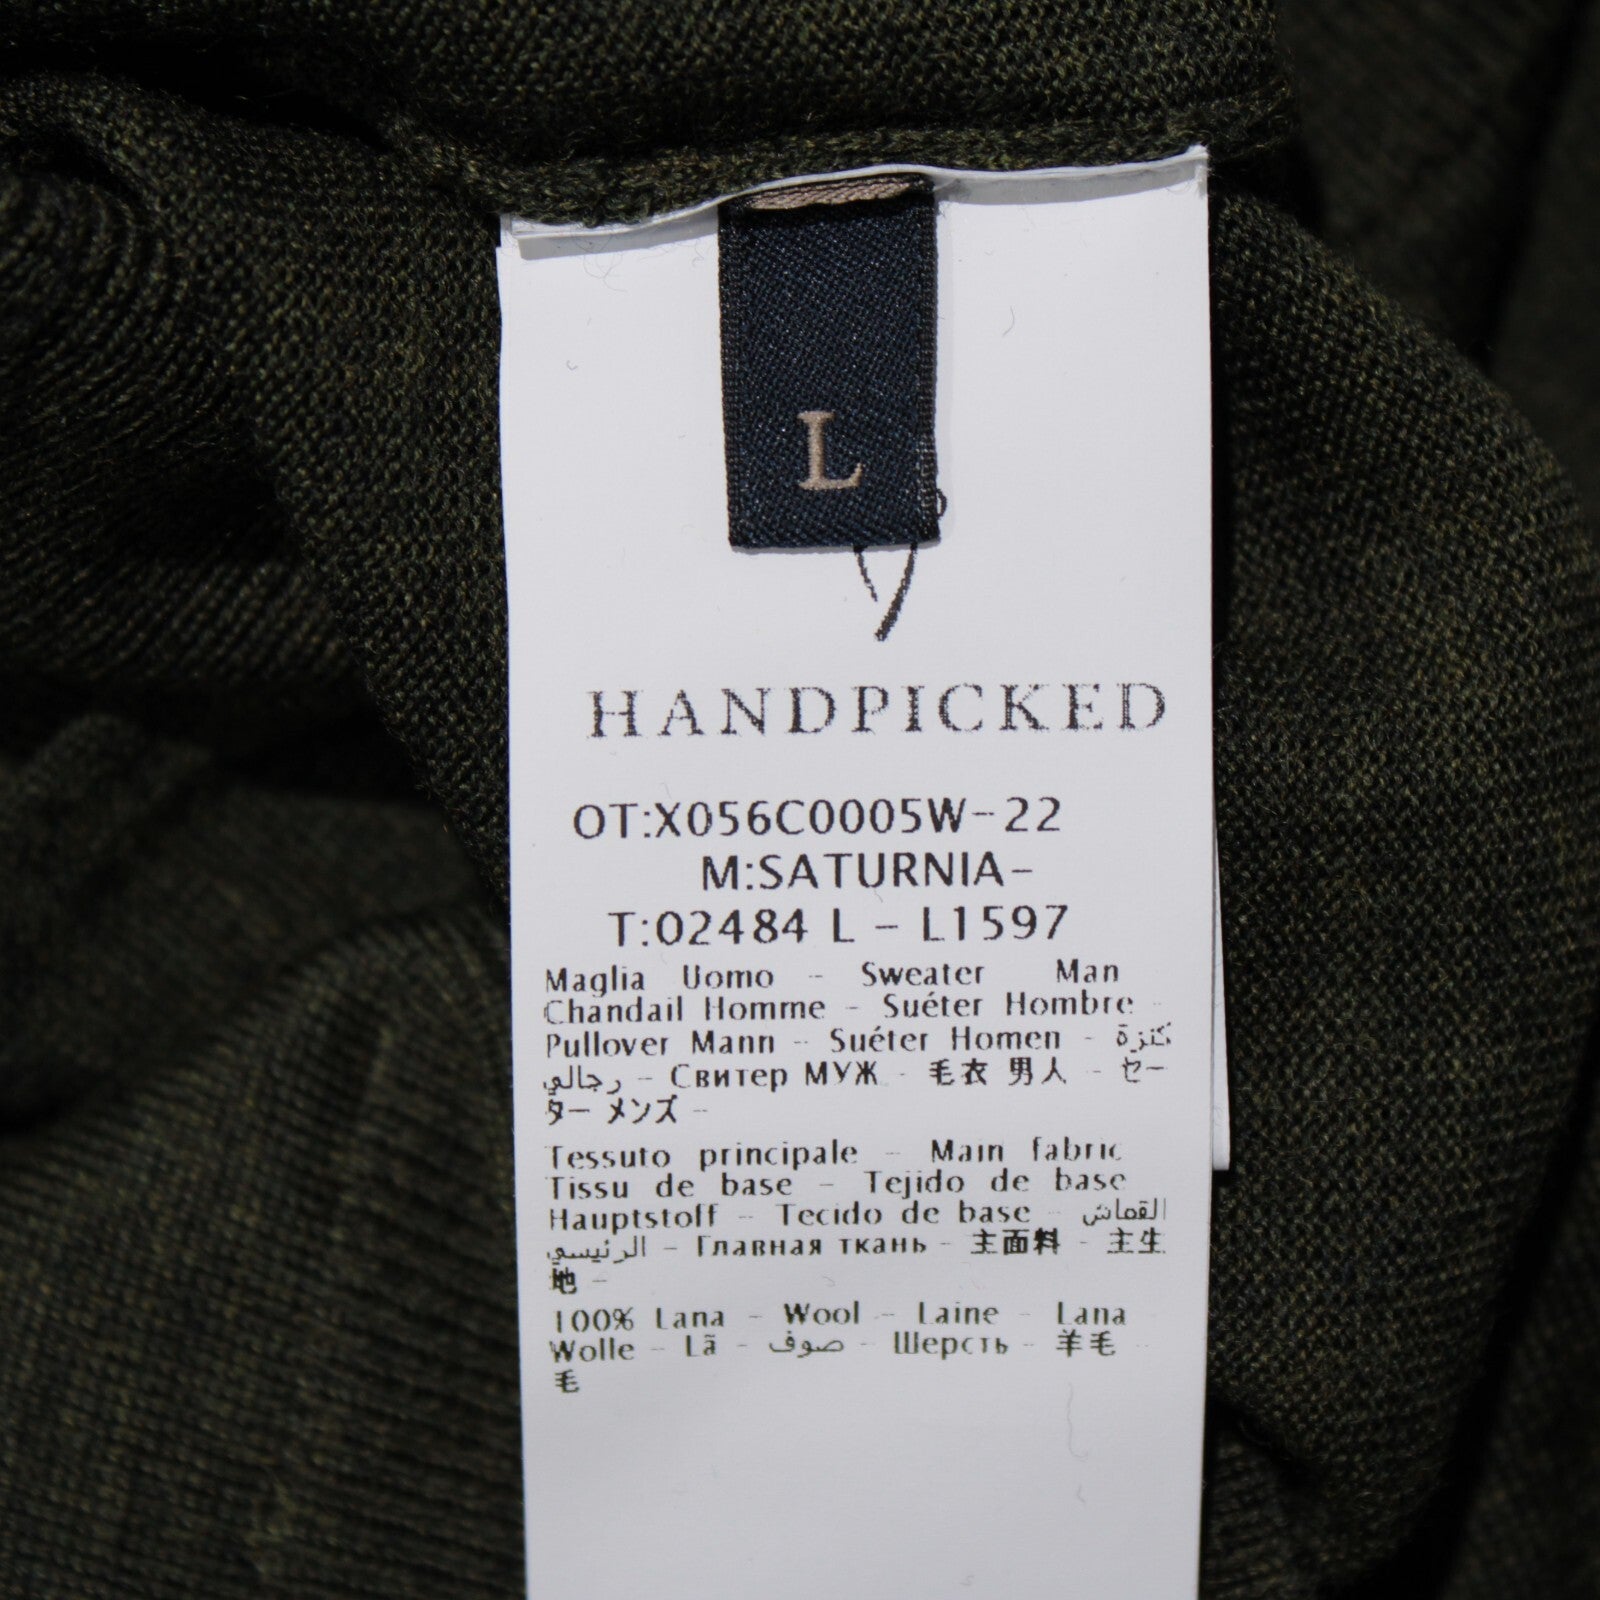 L
HANDPICKED
OT:X056C0005W-22
M:SATURNIA-
T:02484 L - L1597
Maglia Uomo - Sweater Man
Chandail Homme - Suéter Hombre -
Pullover Mann - Suéter Homen - كنزة
رجالي - Свитер МУЖ - 毛衣 男人 - セー
ター メンズ -
Tessuto principale - Main fabric
Tissu de base - Tejido de base
Hauptstoff - Tecido de base - القماش
الرئيسي - Главная ткань - 主面料 - 主生
地 -
100% Lana - Wool - Laine - Lana
Wolle - Lã - صوف - Шерсть - 羊毛 -
毛